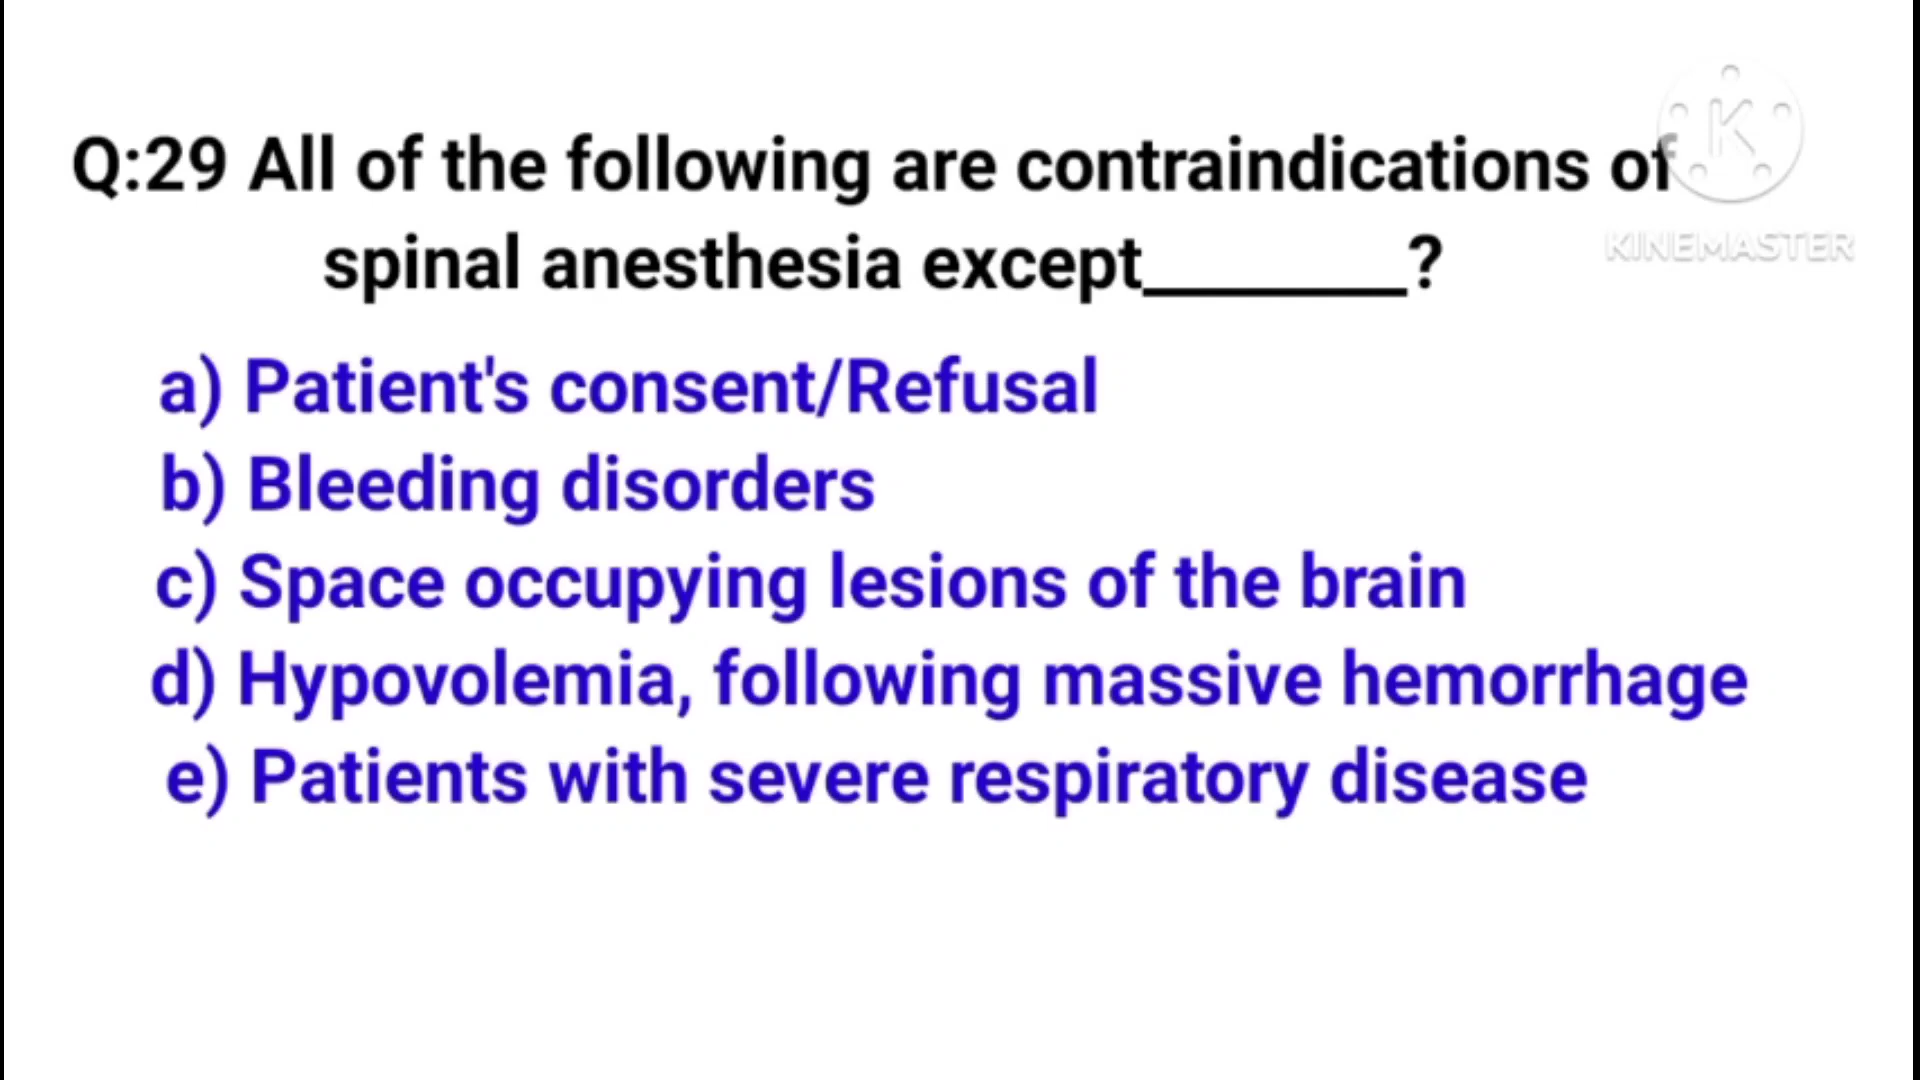 Q:29 All of the following are contraindications of
spinal anesthesia except________?
a) Patient's consent/Refusal
b) Bleeding disorders
c) Space occupying lesions of the brain
d) Hypovolemia, following massive hemorrhage
e) Patients with severe respiratory disease
K
KINEMASTER